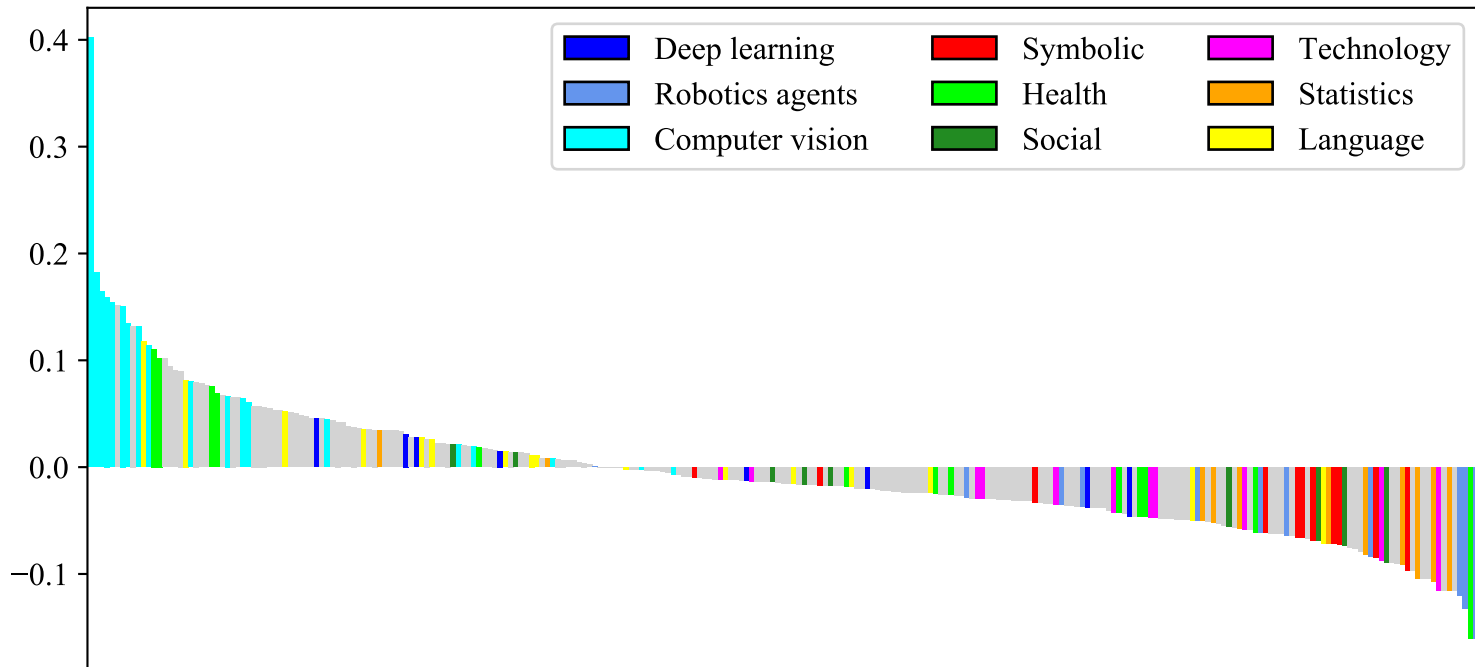 0.4
0.3
0.2
0.1
0.0
−0.1
Deep learning
Robotics agents
Computer vision
Symbolic
Health
Social
Technology
Statistics
Language